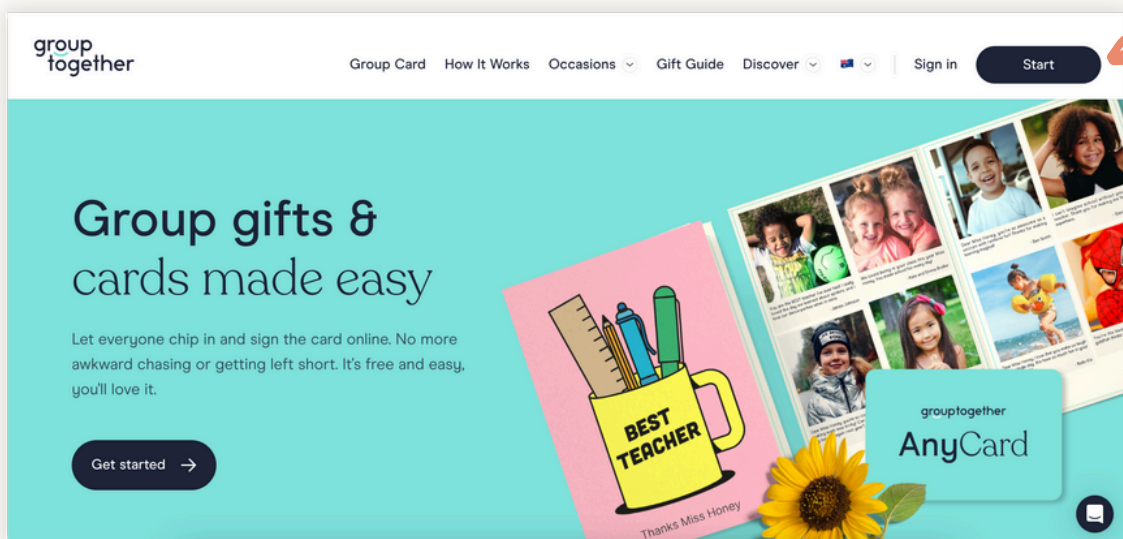 group
together
Group Card How It Works Occasions Gift Guide Discover Sign in Start
Group gifts &
cards made easy
Let everyone chip in and sign the card online. No more
awkward chasing or getting left short. It's free and easy,
you'll love it.
Get started
BEST
TEACHER
Thanks Miss Honey
grouptogether
AnyCard